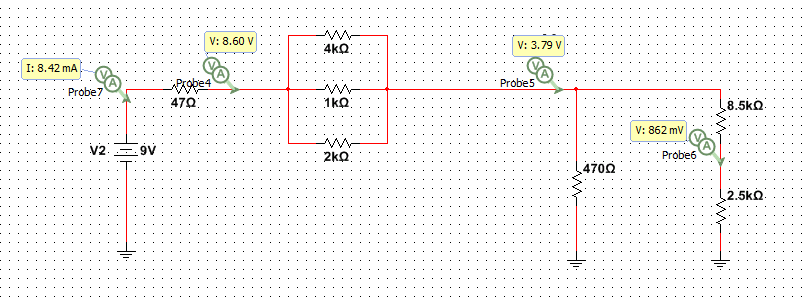 I: 8.42 mA
Probe7
V2
9V
V: 8.60 V
Probe4
47Ω
4kΩ
1kΩ
2kΩ
V: 3.79 V
Probe5
470Ω
8.5kΩ
V: 862 mV
Probe6
2.5kΩ